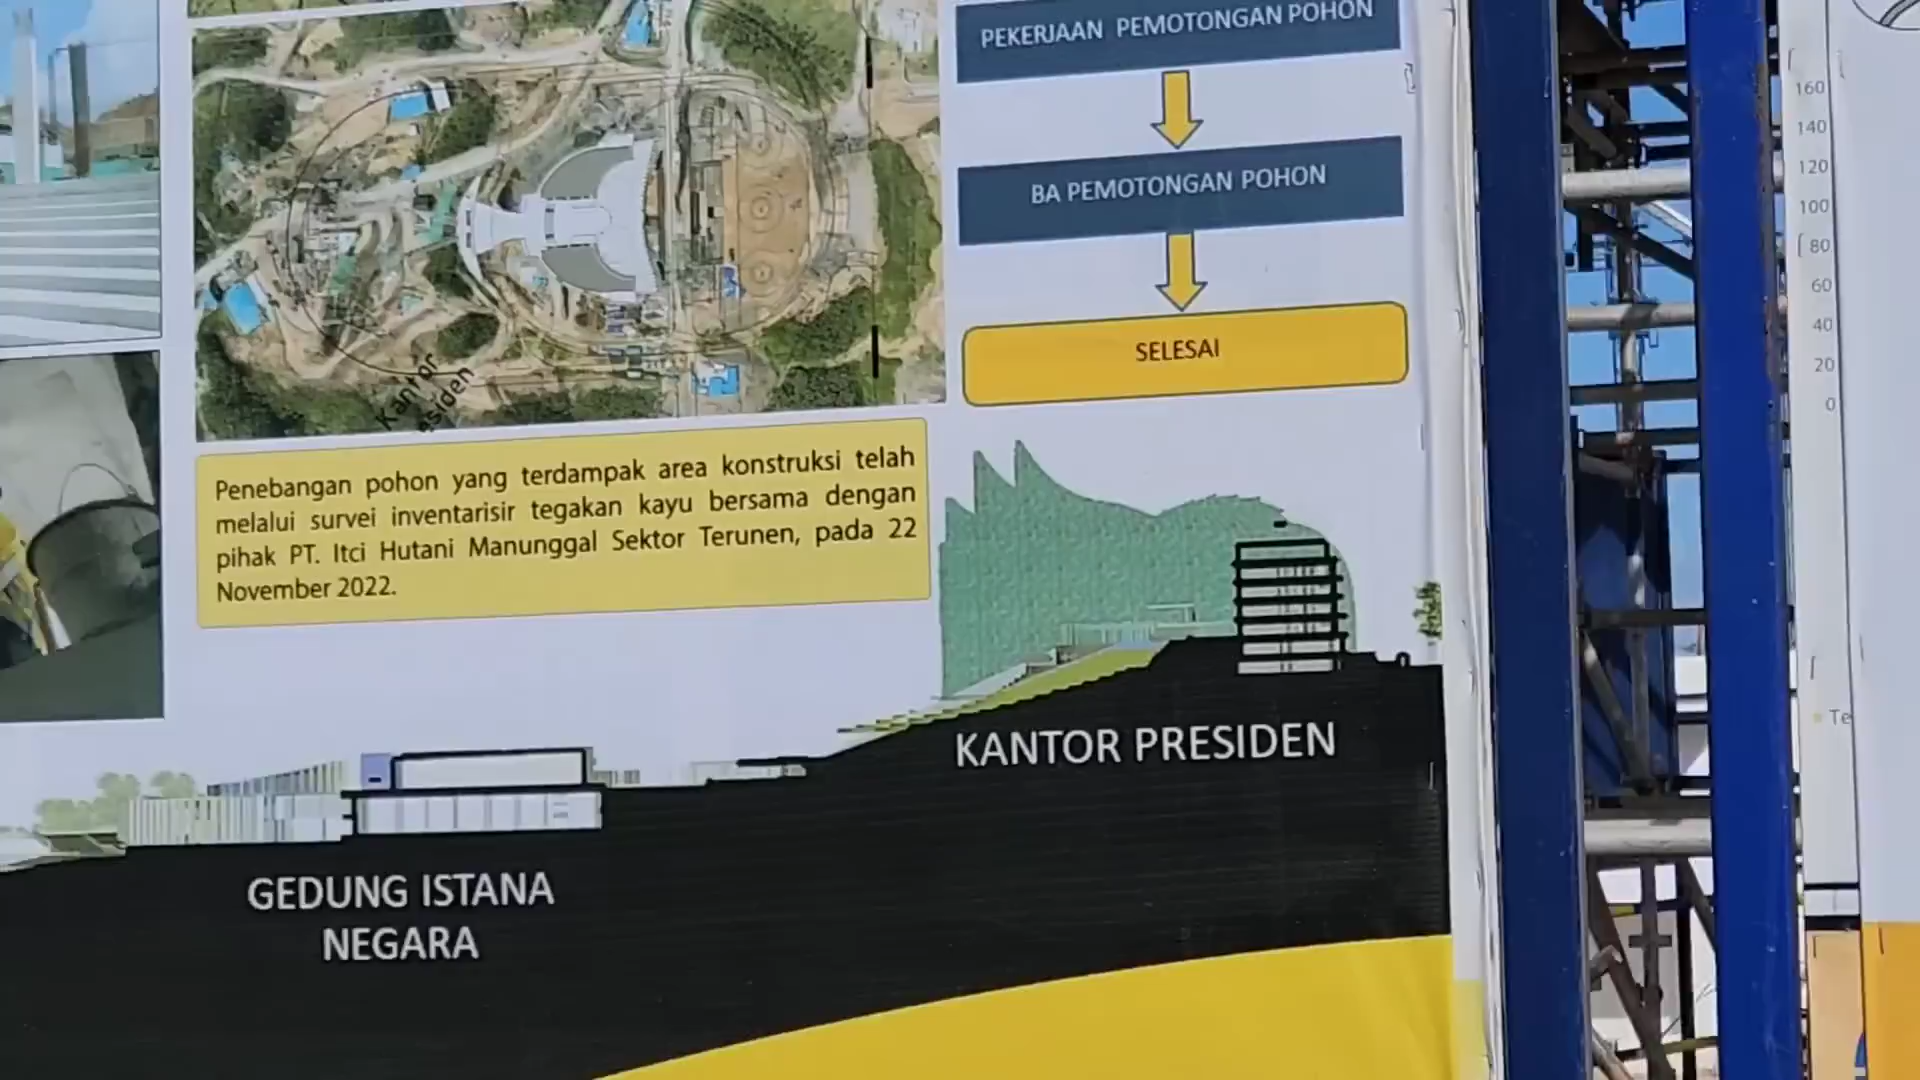 PEKERJAAN PEMOTONGAN POHON
BA PEMOTONGAN POHON
SELESAI
Kantor
esiden
Penebangan pohon yang terdampak area konstruksi telah
melalui survei inventarisir tegakan kayu bersama dengan
pihak PT. Itci Hutani Manunggal Sektor Terunen, pada 22
November 2022.
KANTOR PRESIDEN
GEDUNG ISTANA
NEGARA
160
140
120
100
80
60
40
20
0
Te